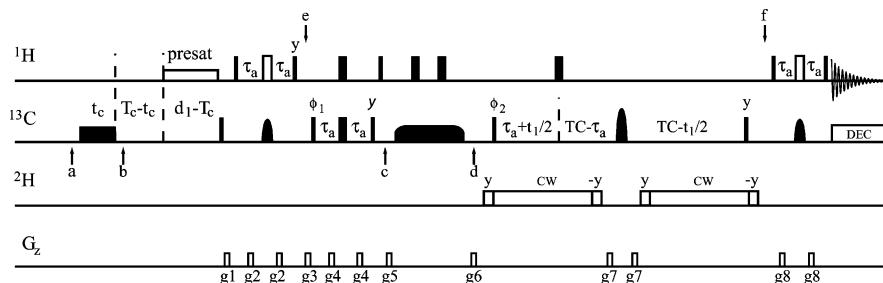 e f
¹H presat τa τa y τa τa
¹³C tc Tc-tc d1-Tc ϕ1 τa τa y ϕ2 τa+t1/2 TC-τa TC-t1/2 y DEC
a b c d
²H y cw -y y cw -y
Gz
g1 g2 g2 g3 g4 g4 g5 g6 g7 g7 g8 g8